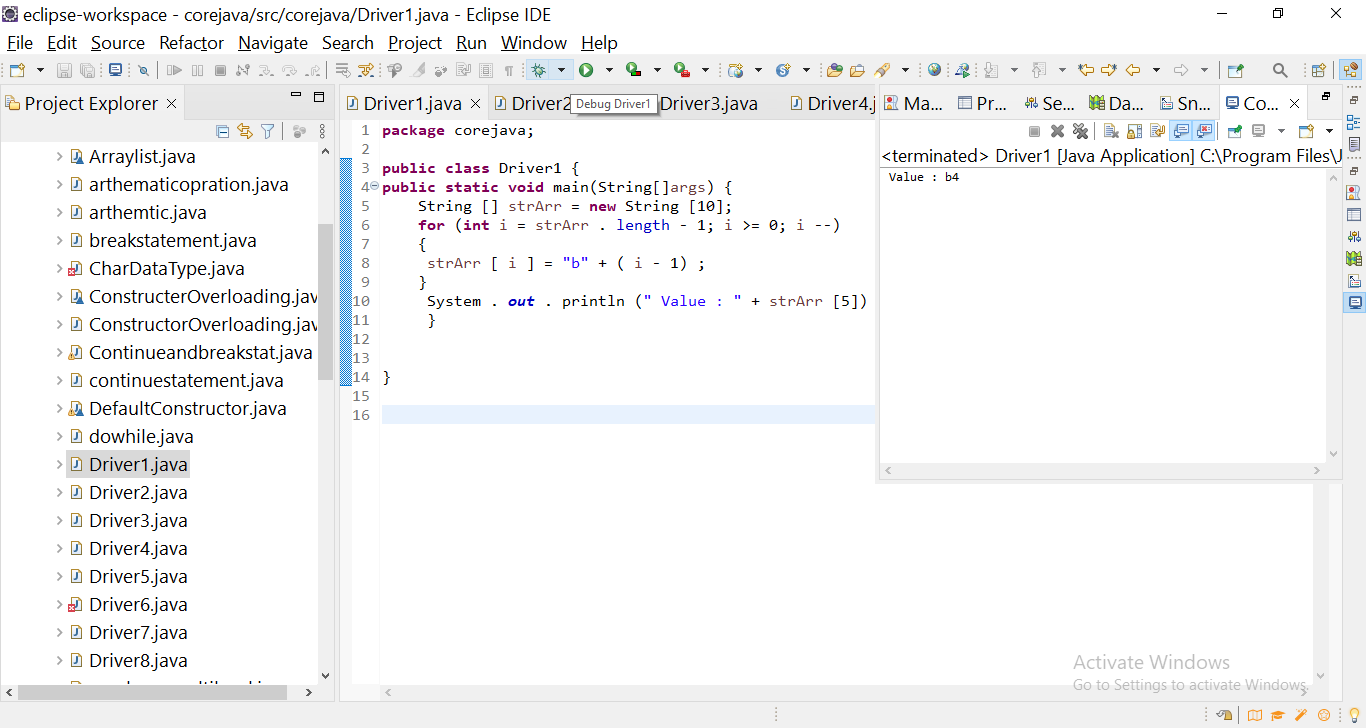 eclipse-workspace - corejava/src/corejava/Driver1.java - Eclipse IDE
File Edit Source Refactor Navigate Search Project Run Window Help
Project Explorer
Driver1.java Driver2 Debug Driver1 Driver3.java Driver4.j
Ma... Pr... Se... Da... Sn... Co...
<terminated> Driver1 [Java Application] C:\Program Files\J
Value : b4
Arraylist.java
arthematicopration.java
arthemtic.java
breakstatement.java
CharDataType.java
ConstructerOverloading.jav
ConstructorOverloading.jav
Continueandbreakstat.java
continuestatement.java
DefaultConstructor.java
dowhile.java
Driver1.java
Driver2.java
Driver3.java
Driver4.java
Driver5.java
Driver6.java
Driver7.java
Driver8.java
1 package corejava;
2
3 public class Driver1 {
4 public static void main(String[]args) {
5 String [] strArr = new String [10];
6 for (int i = strArr . length - 1; i >= 0; i --)
7 {
8 strArr [ i ] = "b" + ( i - 1) ;
9 }
10 System . out . println (" Value : " + strArr [5])
11 }
12
13
14 }
15
16
Activate Windows
Go to Settings to activate Windows.